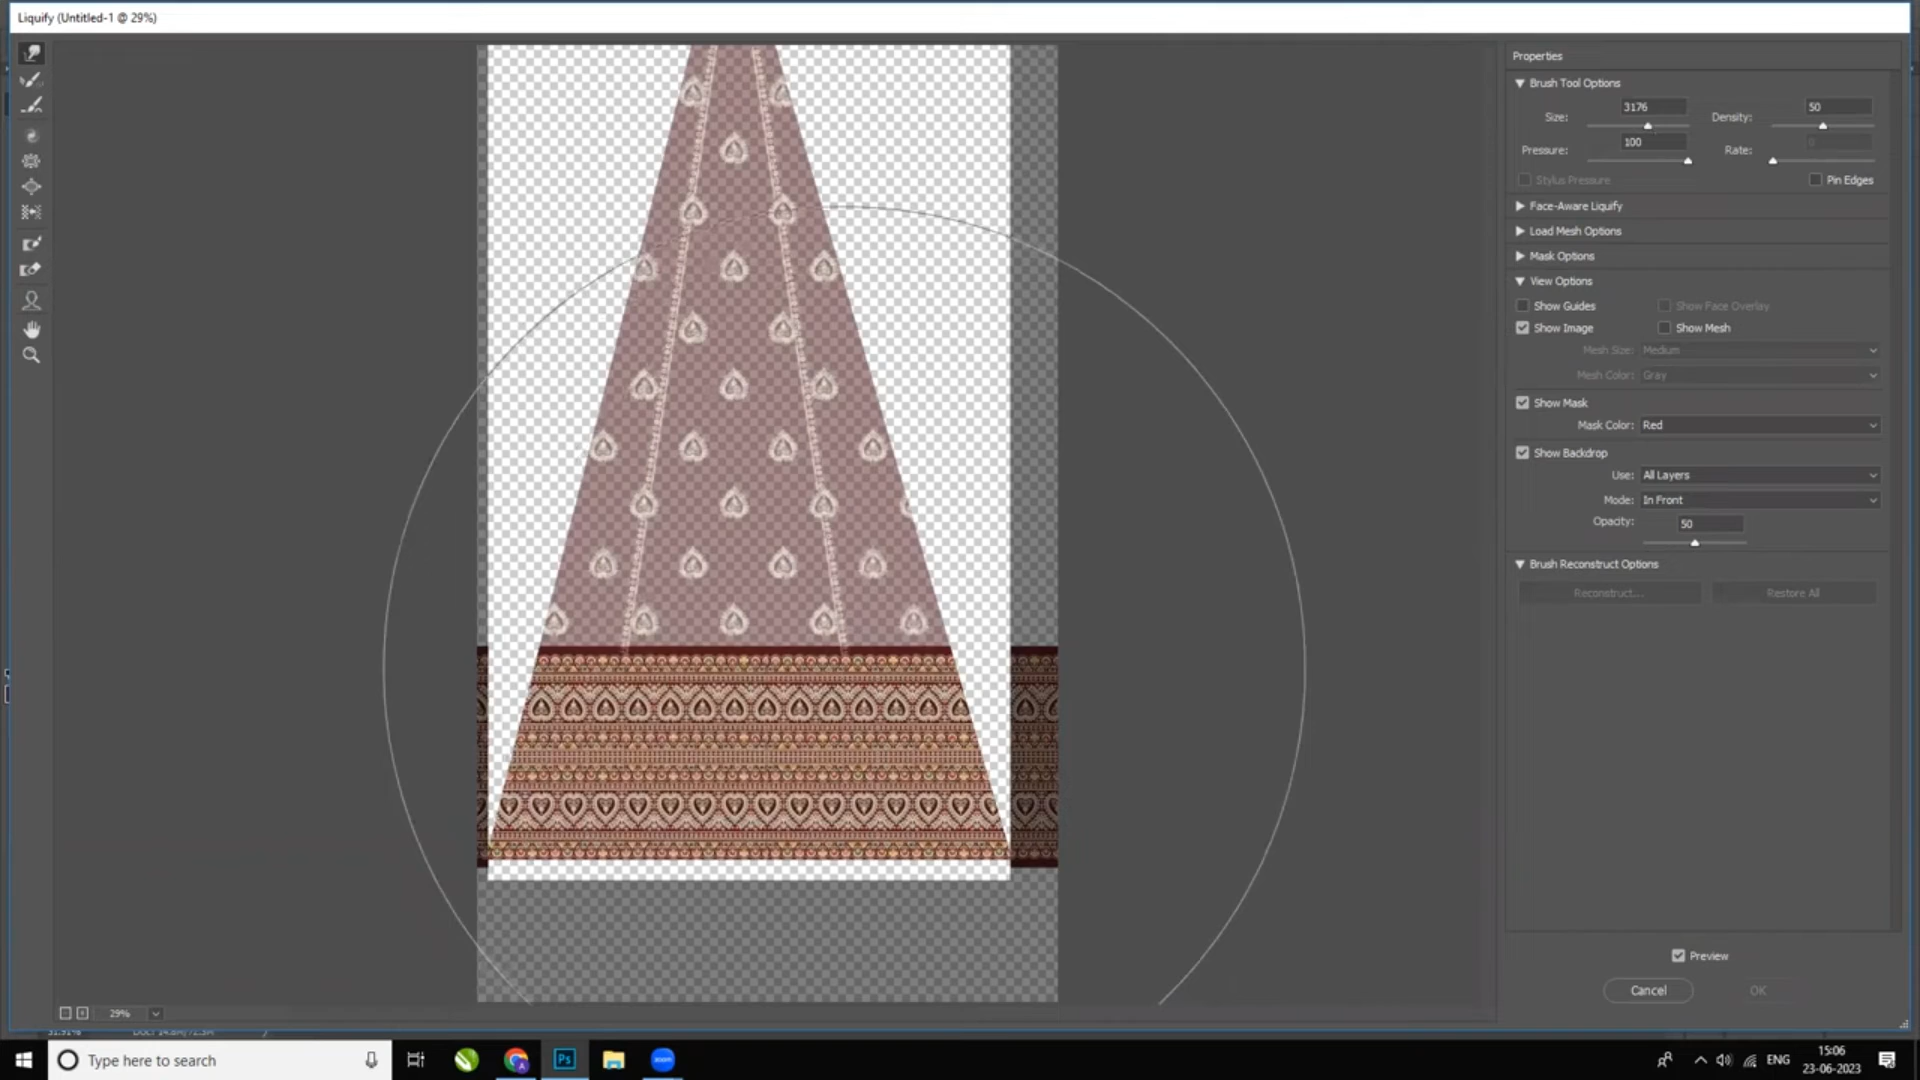 Liquify (Untitled-1 @ 29%)
Properties
Brush Tool Options
Size: 3176 Density: 50
Pressure: 100 Rate: 0
Stylus Pressure Pin Edges
Face-Aware Liquify
Load Mesh Options
Mask Options
View Options
Show Guides Show Face Overlay
Show Image Show Mesh
Mesh Size: Medium
Mesh Color: Gray
Show Mask
Mask Color: Red
Show Backdrop
Use: All Layers
Mode: In Front
Opacity: 50
Brush Reconstruct Options
Reconstruct... Restore All
Preview
Cancel OK
29%
Type here to search
Ps
zoom
ENG
15:06
23-06-2023